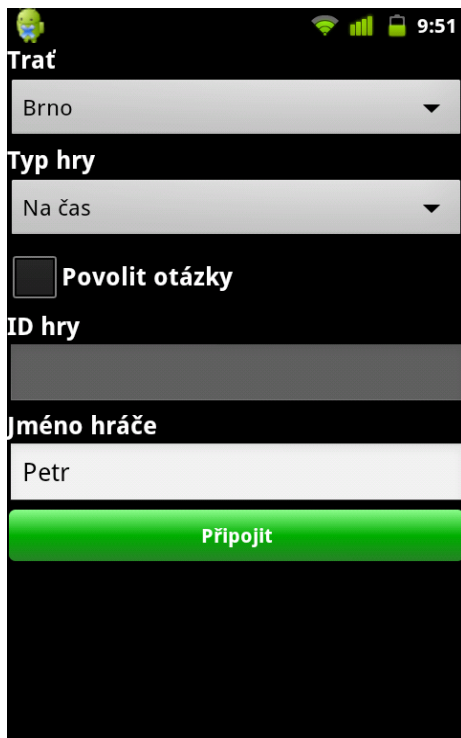 9:51
Trať
Brno
Typ hry
Na čas
Povolit otázky
ID hry
Jméno hráče
Petr
Připojit